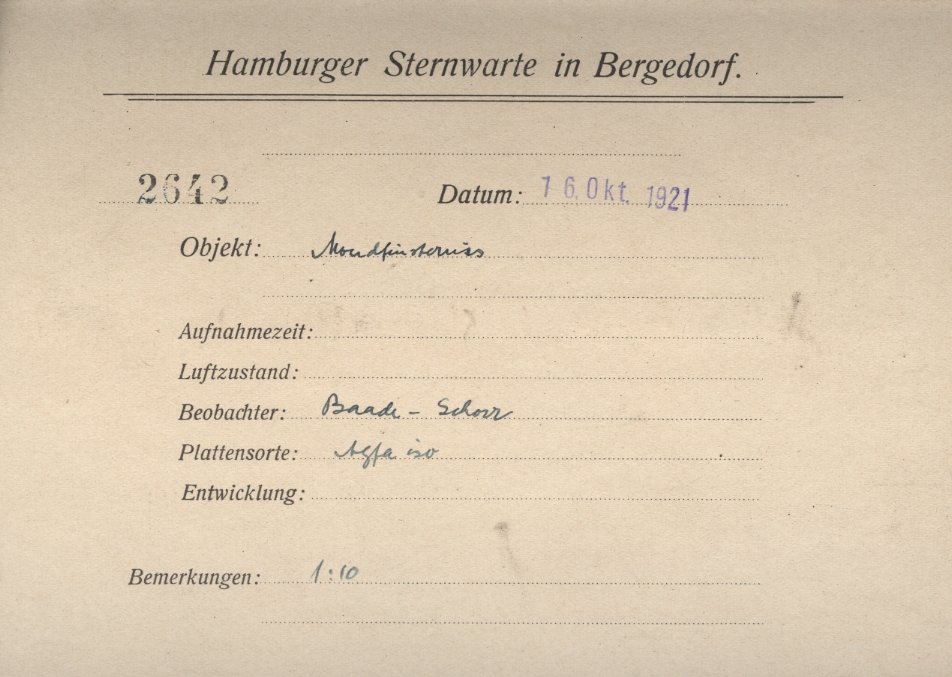 Hamburger Sternwarte in Bergedorf.
2642 Datum: 16. Okt. 1921
Objekt: Mondfinsterniss
Aufnahmezeit:
Luftzustand:
Beobachter: Baade - Schorr
Plattensorte: Agfa iso
Entwicklung:
Bemerkungen: 1:10